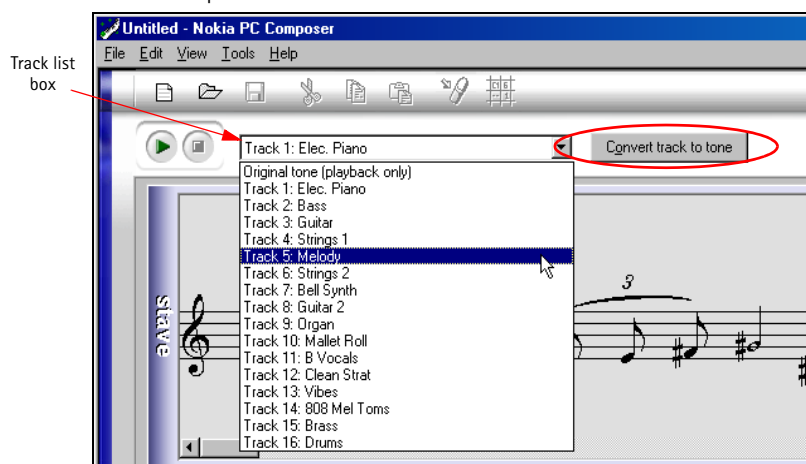 Untitled - Nokia PC Composer
File Edit View Tools Help
Track list
box
Track 1: Elec. Piano
Convert track to tone
Original tone (playback only)
Track 1: Elec. Piano
Track 2: Bass
Track 3: Guitar
Track 4: Strings 1
Track 5: Melody
Track 6: Strings 2
Track 7: Bell Synth
Track 8: Guitar 2
Track 9: Organ
Track 10: Mallet Roll
Track 11: B Vocals
Track 12: Clean Strat
Track 13: Vibes
Track 14: 808 Mel Toms
Track 15: Brass
Track 16: Drums
stave
3